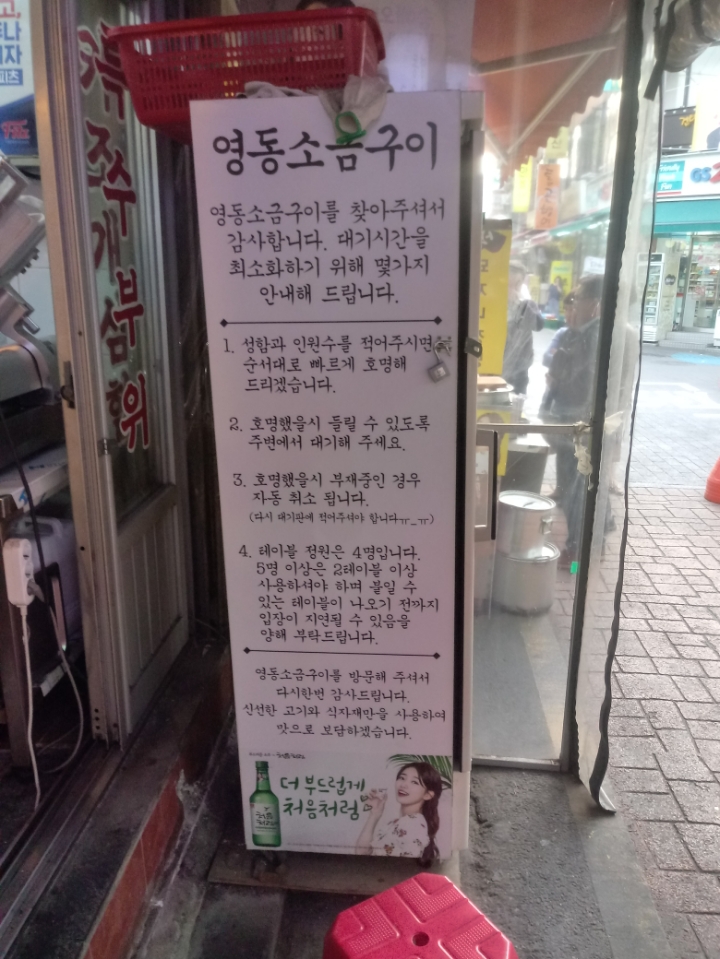 영동소금구이
영동소금구이를 찾아주셔서
감사합니다. 대기시간을
최소화하기 위해 몇가지
안내해 드립니다.
1. 성함과 인원수를 적어주시면
순서대로 빠르게 호명해
드리겠습니다.
2. 호명했을시 들릴 수 있도록
주변에서 대기해 주세요.
3. 호명했을시 부재중인 경우
자동 취소 됩니다.
(다시 대기판에 적어주셔야 합니다ㅠ_ㅠ)
4. 테이블 정원은 4명입니다.
5명 이상은 2테이블 이상
사용하셔야 하며 붙일 수
있는 테이블이 나오기 전까지
입장이 지연될 수 있음을
양해 부탁드립니다.
영동소금구이를 방문해 주셔서
다시한번 감사드립니다.
신선한 고기와 식자재만을 사용하여
맛으로 보답하겠습니다.
더 부드럽게
처음처럼